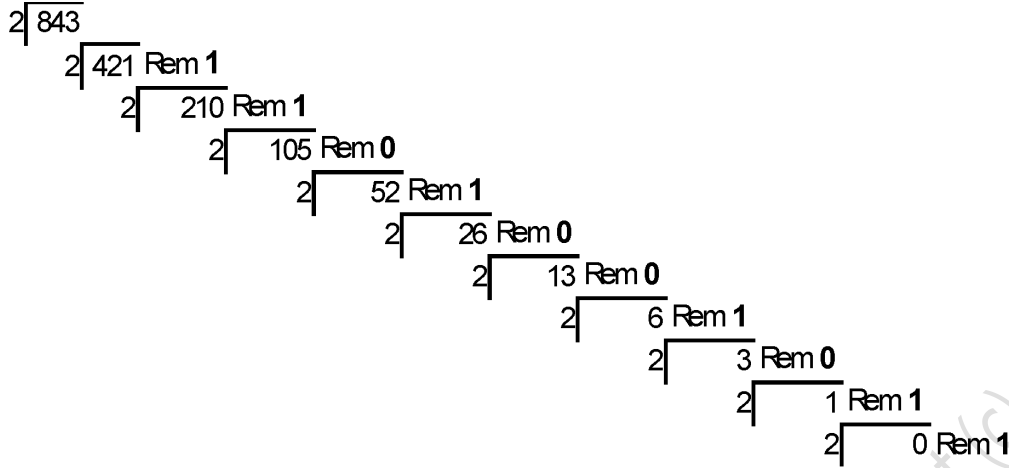 2 843
2 421 Rem 1
2 210 Rem 1
2 105 Rem 0
2 52 Rem 1
2 26 Rem 0
2 13 Rem 0
2 6 Rem 1
2 3 Rem 0
2 1 Rem 1
2 0 Rem 1